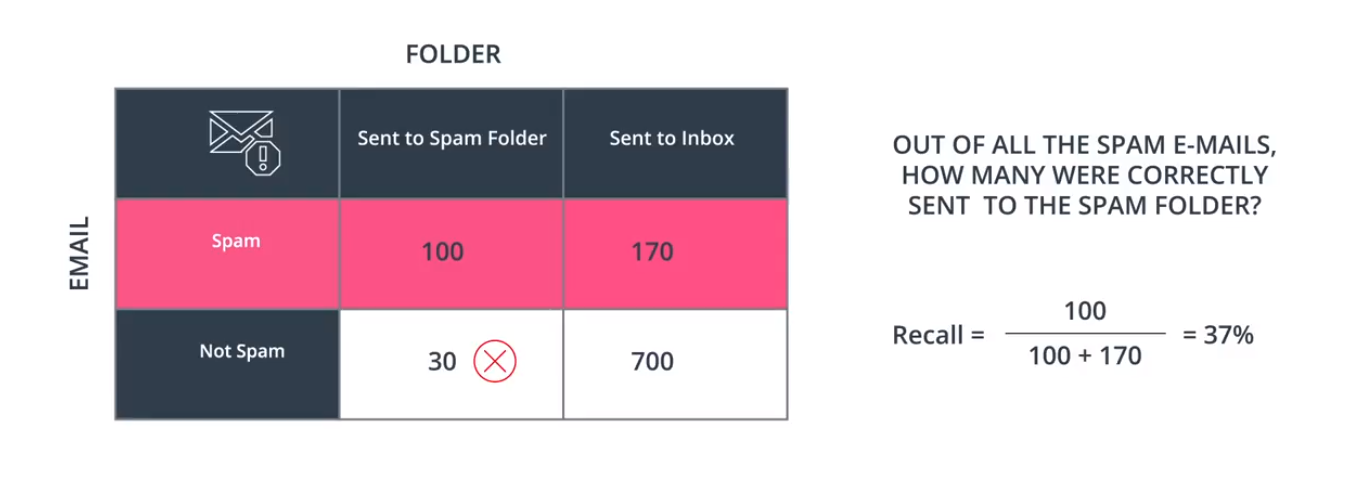 FOLDER
Sent to Spam Folder
Sent to Inbox
EMAIL
Spam
100
170
Not Spam
30
700
OUT OF ALL THE SPAM E-MAILS,
HOW MANY WERE CORRECTLY
SENT TO THE SPAM FOLDER?
100
Recall = = 37%
100 + 170